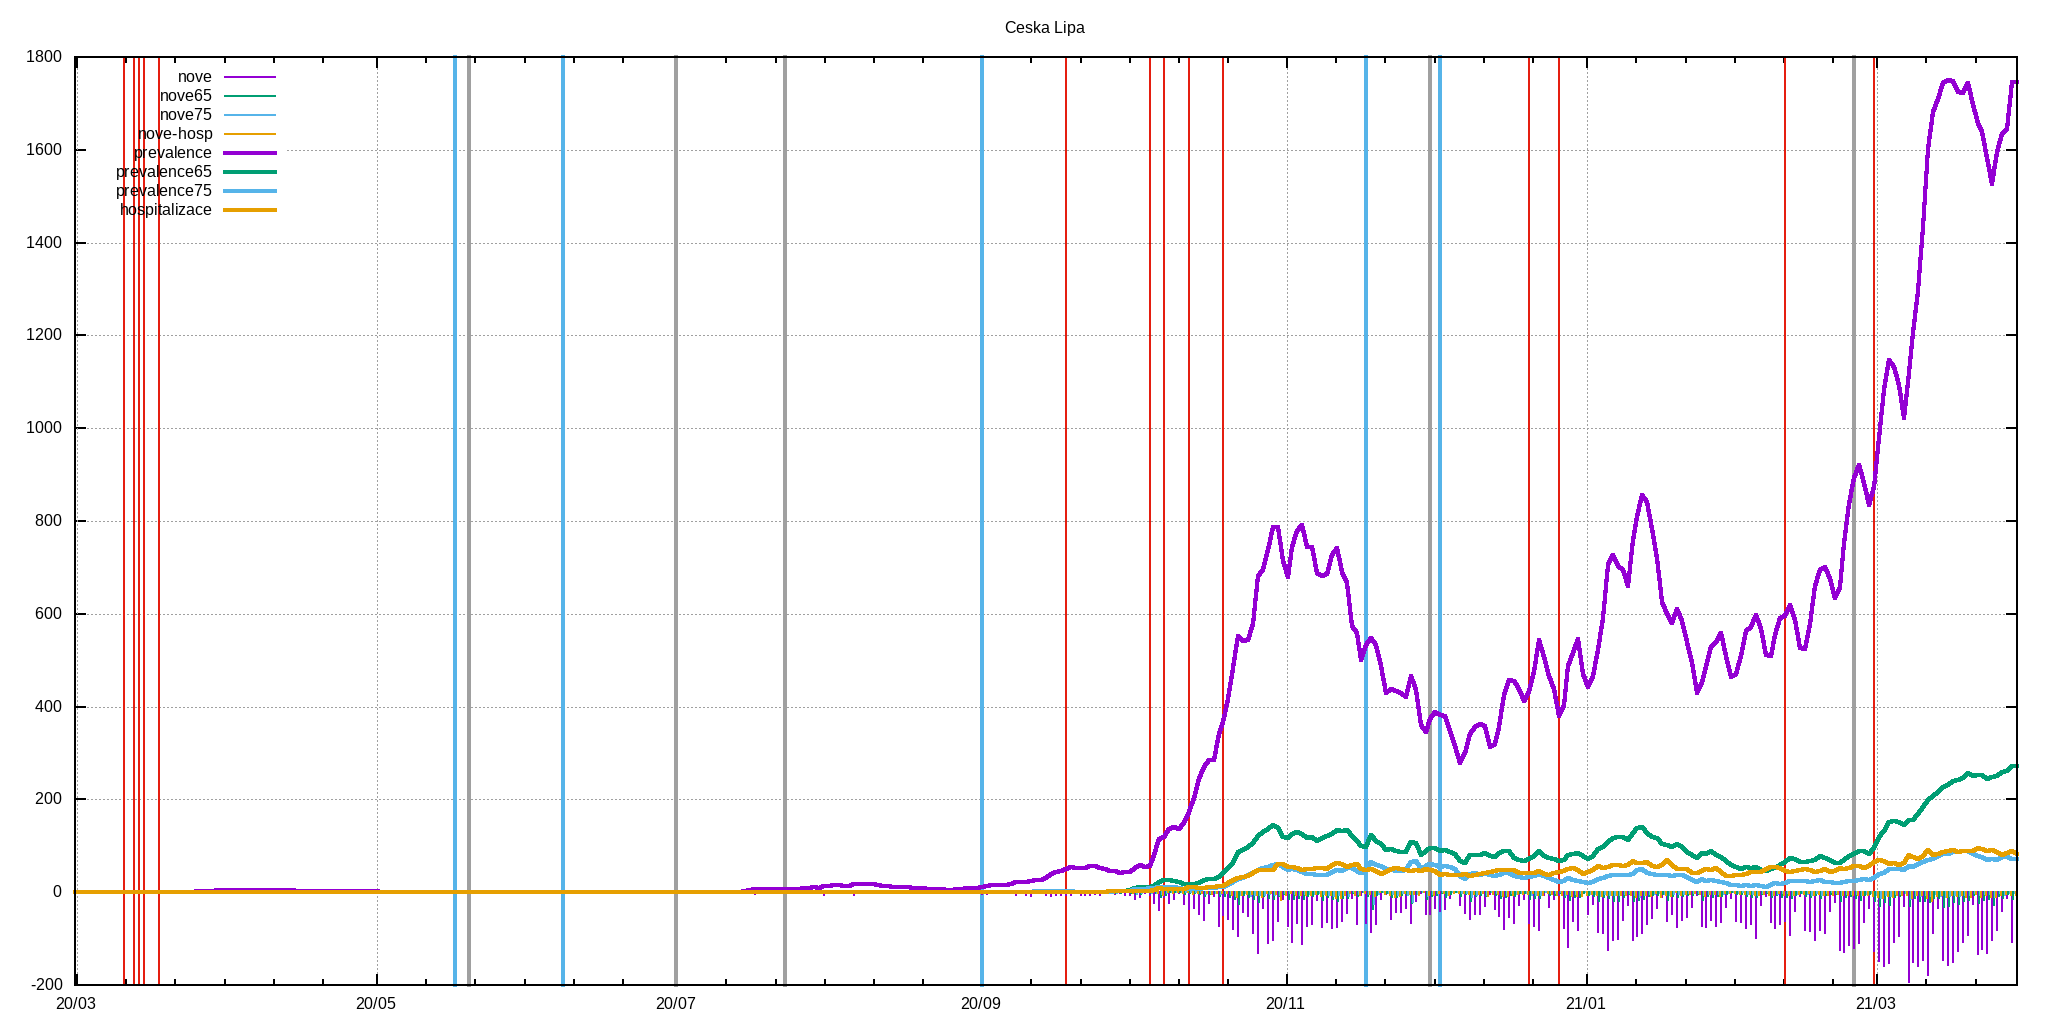 Ceska Lipa
1800
1600
1400
1200
1000
800
600
400
200
0
-200
nove
nove65
nove75
nove-hosp
prevalence
prevalence65
prevalence75
hospitalizace
20/03
20/05
20/07
20/09
20/11
21/01
21/03